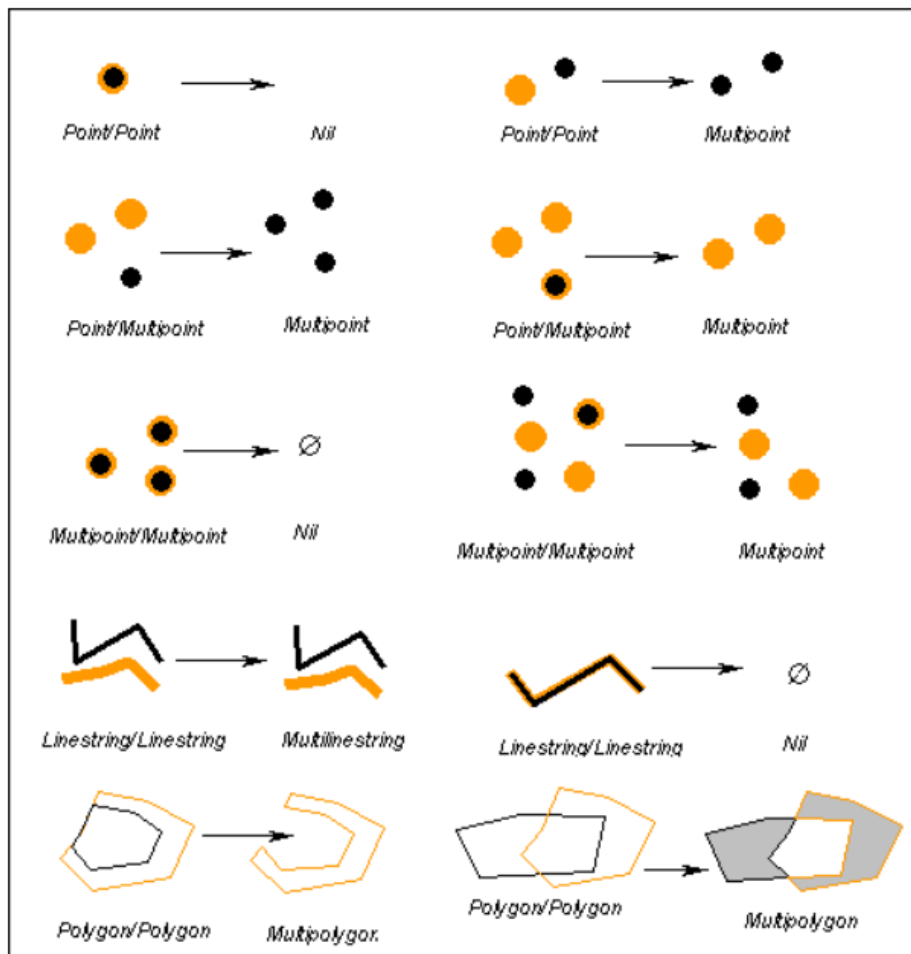 Point/Point
Nil
Point/Point
Multipoint
Point/Multipoint
Multipoint
Point/Multipoint
Multipoint
∅
Multipoint/Multipoint
Nil
Multipoint/Multipoint
Multipoint
∅
Linestring/Linestring
Multilinestring
Linestring/Linestring
Nil
Polygon/Polygon
Multipolygor.
Polygon/Polygon
Multipolygon